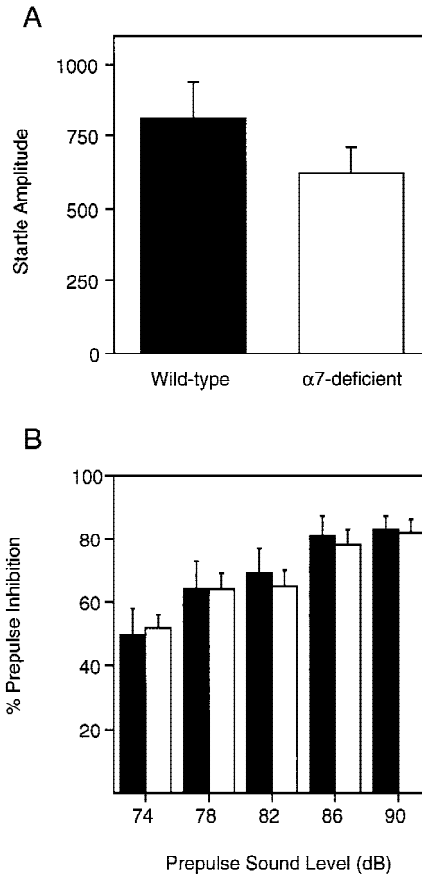 A
Startle Amplitude
1000
750
500
250
0
Wild-type
α7-deficient
B
% Prepulse Inhibition
100
80
60
40
20
74
78
82
86
90
Prepulse Sound Level (dB)